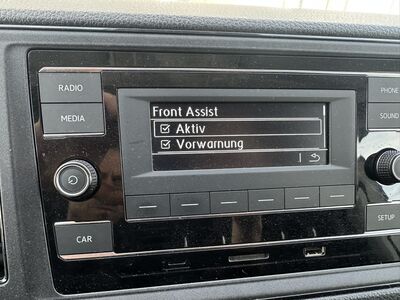 RADIO
MEDIA
CAR
Front Assist
Aktiv
Vorwarnung
PHONE
SOUND
SETUP